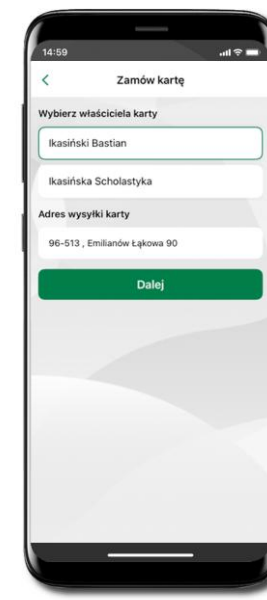 14:59
Zamów kartę
Wybierz właściciela karty
Ikasiński Bastian
Ikasińska Scholastyka
Adres wysyłki karty
96-513 , Emilianów Łąkowa 90
Dalej